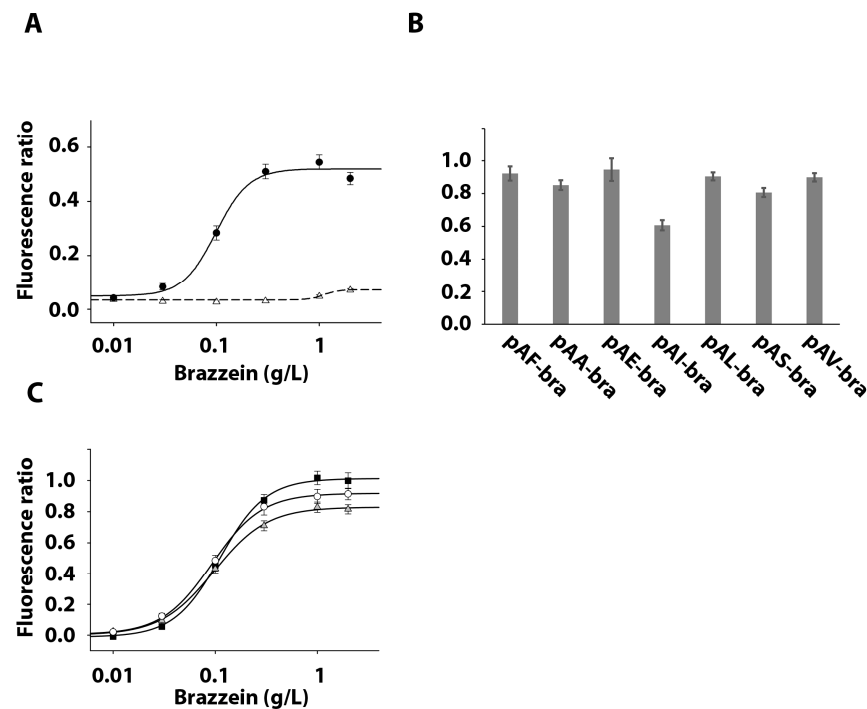 A
Fluorescence ratio
0.6
0.4
0.2
0.0
0.01 0.1 1
Brazzein (g/L)
B
1.0
0.8
0.6
0.4
0.2
0.0
pAF-bra
pAA-bra
pAE-bra
pAI-bra
pAL-bra
pAS-bra
pAV-bra
C
Fluorescence ratio
1.0
0.8
0.6
0.4
0.2
0.0
0.01 0.1 1
Brazzein (g/L)